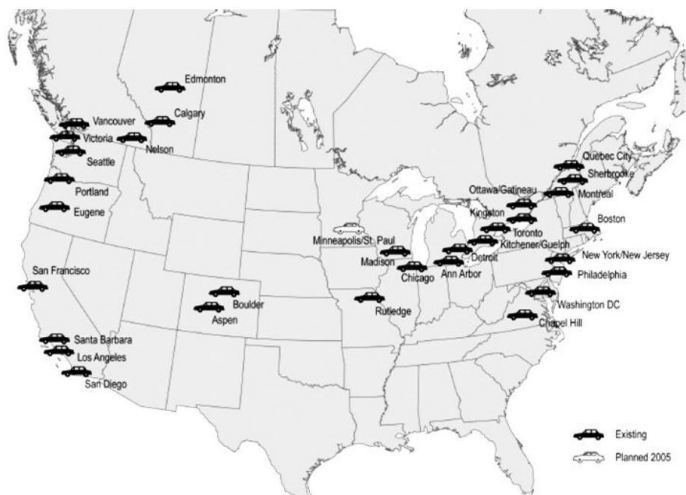 Edmonton
Calgary
Vancouver
Victoria
Nelson
Seattle
Portland
Eugene
Quebec City
Sherbrooke
Ottawa/Gatineau
Montreal
Kingston
Boston
Toronto
Minneapolis/St. Paul
Kitchener/Guelph
Madison
Detroit
New York/New Jersey
San Francisco
Chicago
Ann Arbor
Philadelphia
Boulder
Rutledge
Washington DC
Aspen
Chapel Hill
Santa Barbara
Los Angeles
San Diego
Existing
Planned 2005